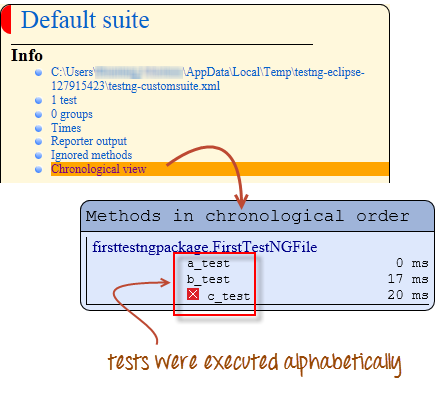 Default suite
Info
C:\Users\ \AppData\Local\Temp\testng-eclipse-
127915423\testng-customsuite.xml
1 test
0 groups
Times
Reporter output
Ignored methods
Chronological view
Methods in chronological order
firsttestngpackage.FirstTestNGFile
a_test 0 ms
b_test 17 ms
c_test 20 ms
tests were executed alphabetically